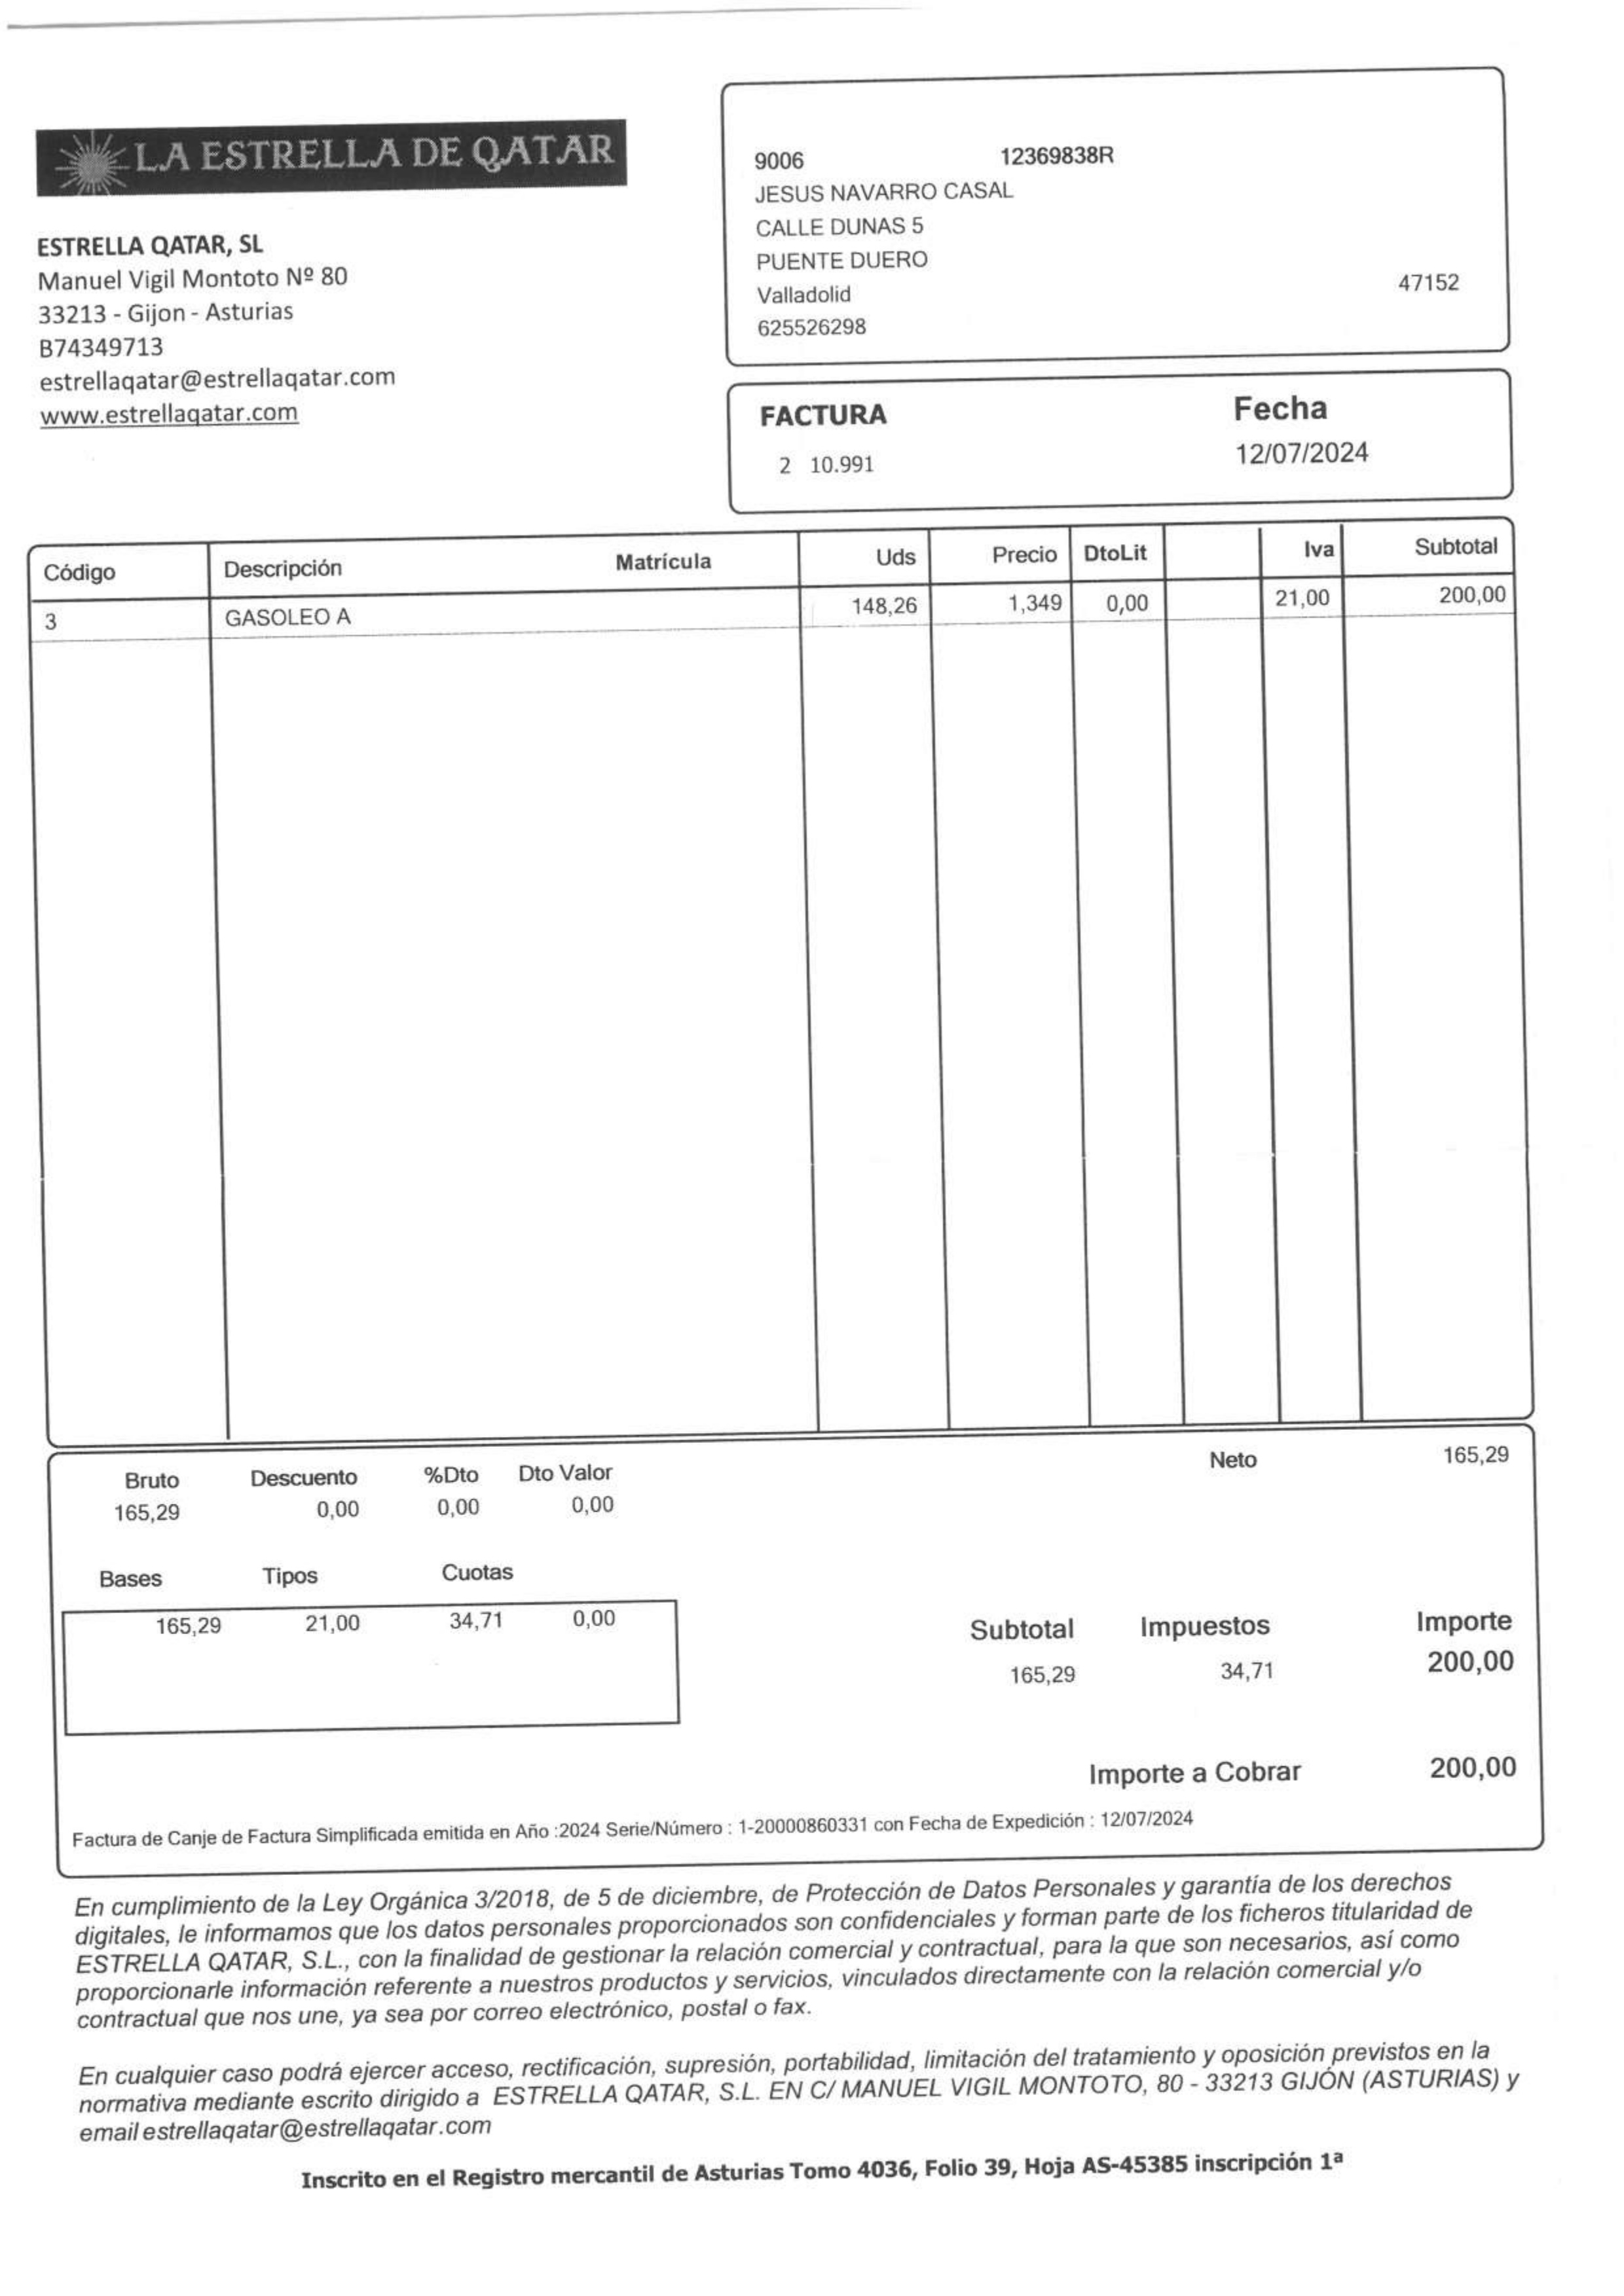 LA ESTRELLA DE QATAR
ESTRELLA QATAR, SL
Manuel Vigil Montoto Nº 80
33213 - Gijon - Asturias
B74349713
estrellaqatar@estrellaqatar.com
www.estrellaqatar.com
9006 12369838R
JESUS NAVARRO CASAL
CALLE DUNAS 5
PUENTE DUERO
Valladolid 47152
625526298
FACTURA Fecha
2 10.991 12/07/2024
Código Descripción Matrícula Uds Precio DtoLit Iva Subtotal
3 GASOLEO A 148,26 1,349 0,00 21,00 200,00
Bruto Descuento %Dto Dto Valor Neto 165,29
165,29 0,00 0,00 0,00
Bases Tipos Cuotas
165,29 21,00 34,71 0,00
Subtotal Impuestos Importe
165,29 34,71 200,00
Importe a Cobrar 200,00
Factura de Canje de Factura Simplificada emitida en Año :2024 Serie/Número : 1-20000860331 con Fecha de Expedición : 12/07/2024
En cumplimiento de la Ley Orgánica 3/2018, de 5 de diciembre, de Protección de Datos Personales y garantía de los derechos
digitales, le informamos que los datos personales proporcionados son confidenciales y forman parte de los ficheros titularidad de
ESTRELLA QATAR, S.L., con la finalidad de gestionar la relación comercial y contractual, para la que son necesarios, así como
proporcionarle información referente a nuestros productos y servicios, vinculados directamente con la relación comercial y/o
contractual que nos une, ya sea por correo electrónico, postal o fax.
En cualquier caso podrá ejercer acceso, rectificación, supresión, portabilidad, limitación del tratamiento y oposición previstos en la
normativa mediante escrito dirigido a ESTRELLA QATAR, S.L. EN C/ MANUEL VIGIL MONTOTO, 80 - 33213 GIJÓN (ASTURIAS) y
email estrellaqatar@estrellaqatar.com
Inscrito en el Registro mercantil de Asturias Tomo 4036, Folio 39, Hoja AS-45385 inscripción 1ª